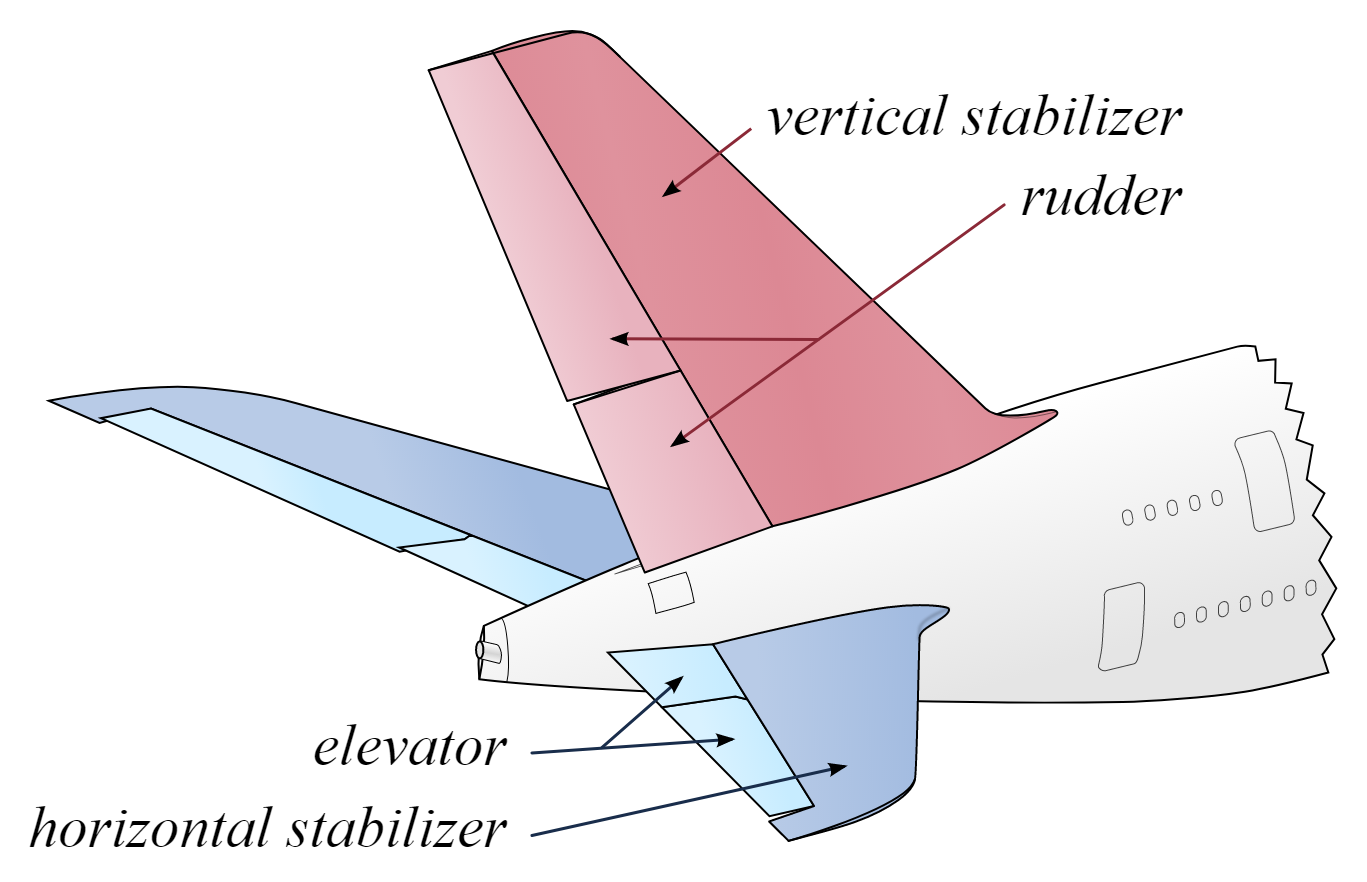 vertical stabilizer
rudder
elevator
horizontal stabilizer